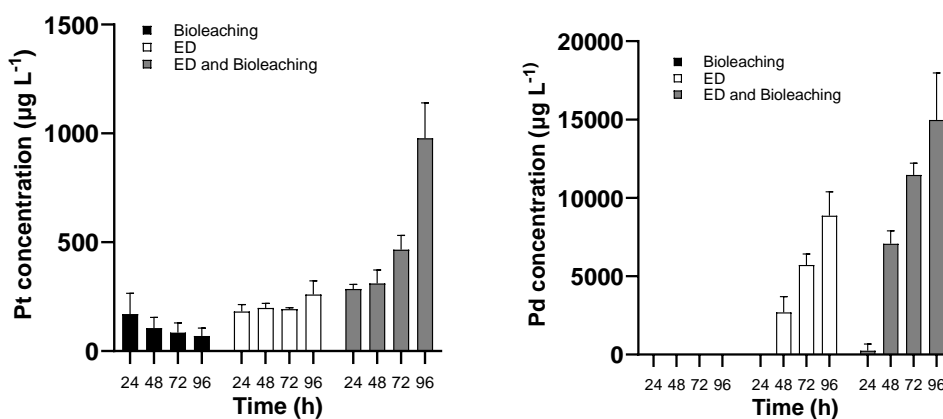 1500
1000
500
0
Pt concentration (µg L⁻¹)
Bioleaching
ED
ED and Bioleaching
24 48 72 96 24 48 72 96 24 48 72 96
Time (h)
20000
15000
10000
5000
0
Pd concentration (µg L⁻¹)
Bioleaching
ED
ED and Bioleaching
24 48 72 96 24 48 72 96 24 48 72 96
Time (h)